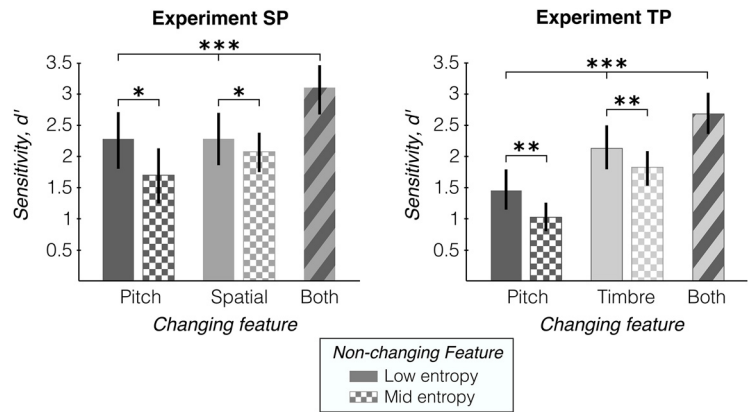 Experiment SP
Sensitivity, d'
3.5
3
2.5
2
1.5
1
0.5
***
*
*
Pitch
Spatial
Both
Changing feature
Experiment TP
Sensitivity, d'
3.5
3
2.5
2
1.5
1
0.5
***
**
**
Pitch
Timbre
Both
Changing feature
Non-changing Feature
Low entropy
Mid entropy